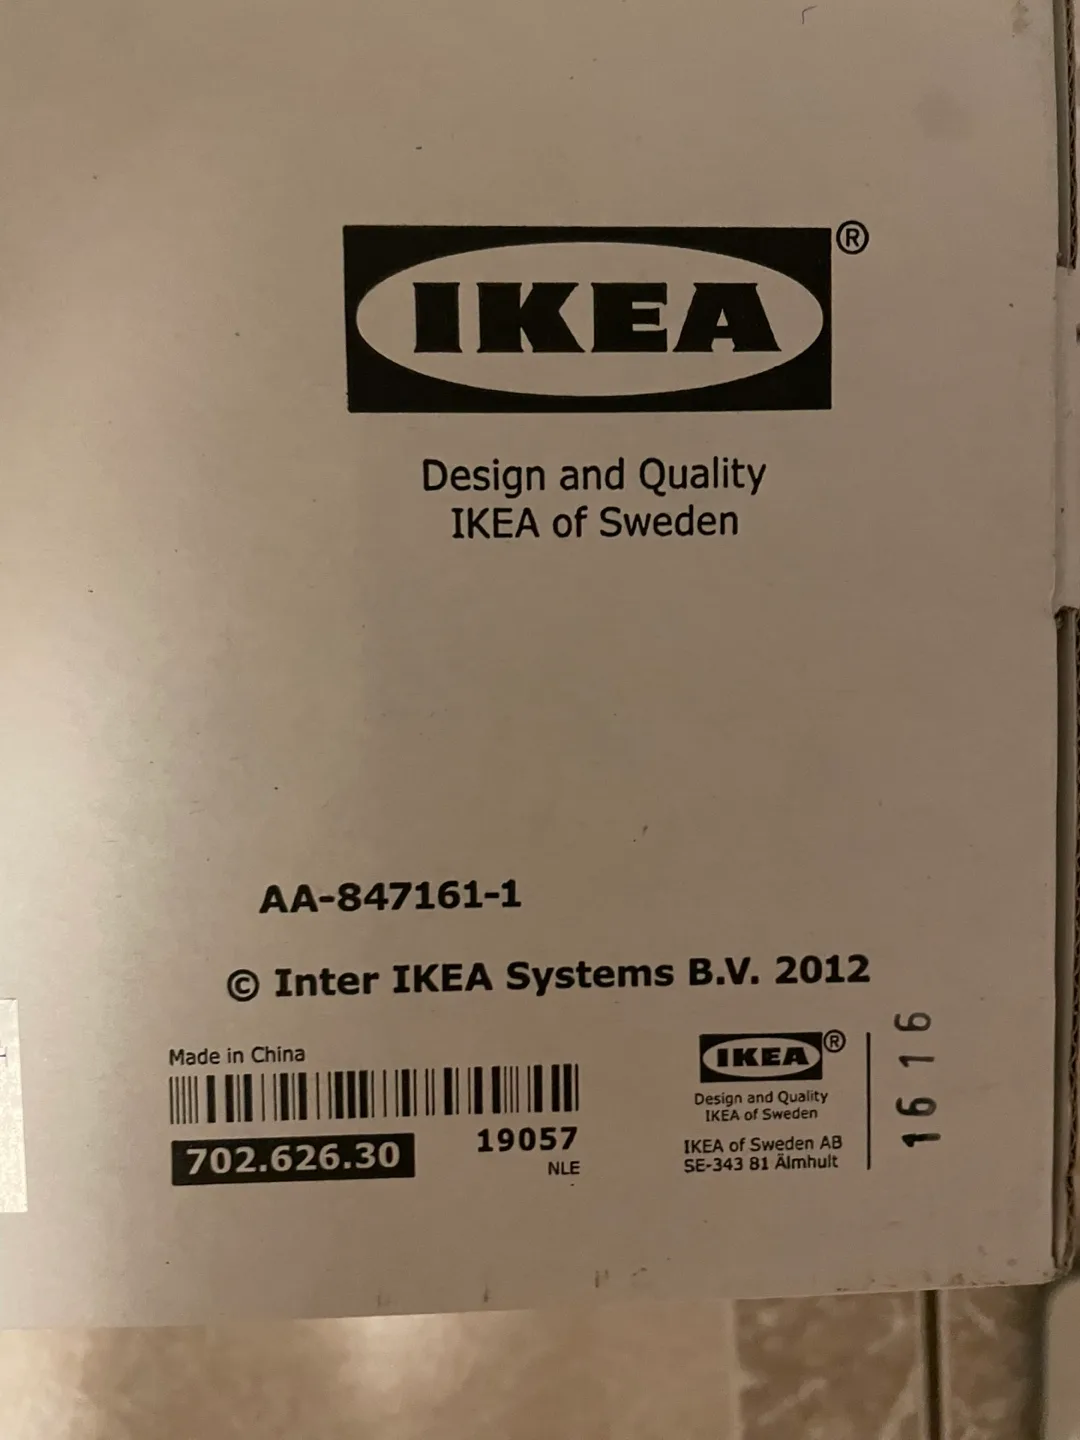 IKEA®
Design and Quality
IKEA of Sweden
AA-847161-1
© Inter IKEA Systems B.V. 2012
Made in China
702.626.30
19057
NLE
IKEA®
Design and Quality
IKEA of Sweden
IKEA of Sweden AB
SE-343 81 Älmhult
1616